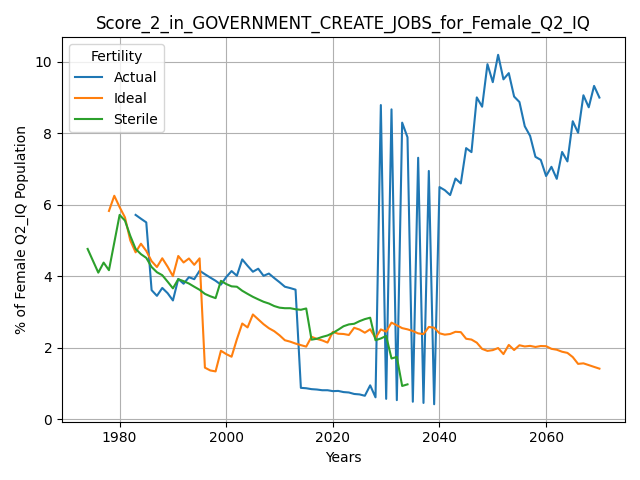 Score_2_in_GOVERNMENT_CREATE_JOBS_for_Female_Q2_IQ
Fertility
Actual
Ideal
Sterile
% of Female Q2_IQ Population
10
8
6
4
2
0
1980
2000
2020
2040
2060
Years